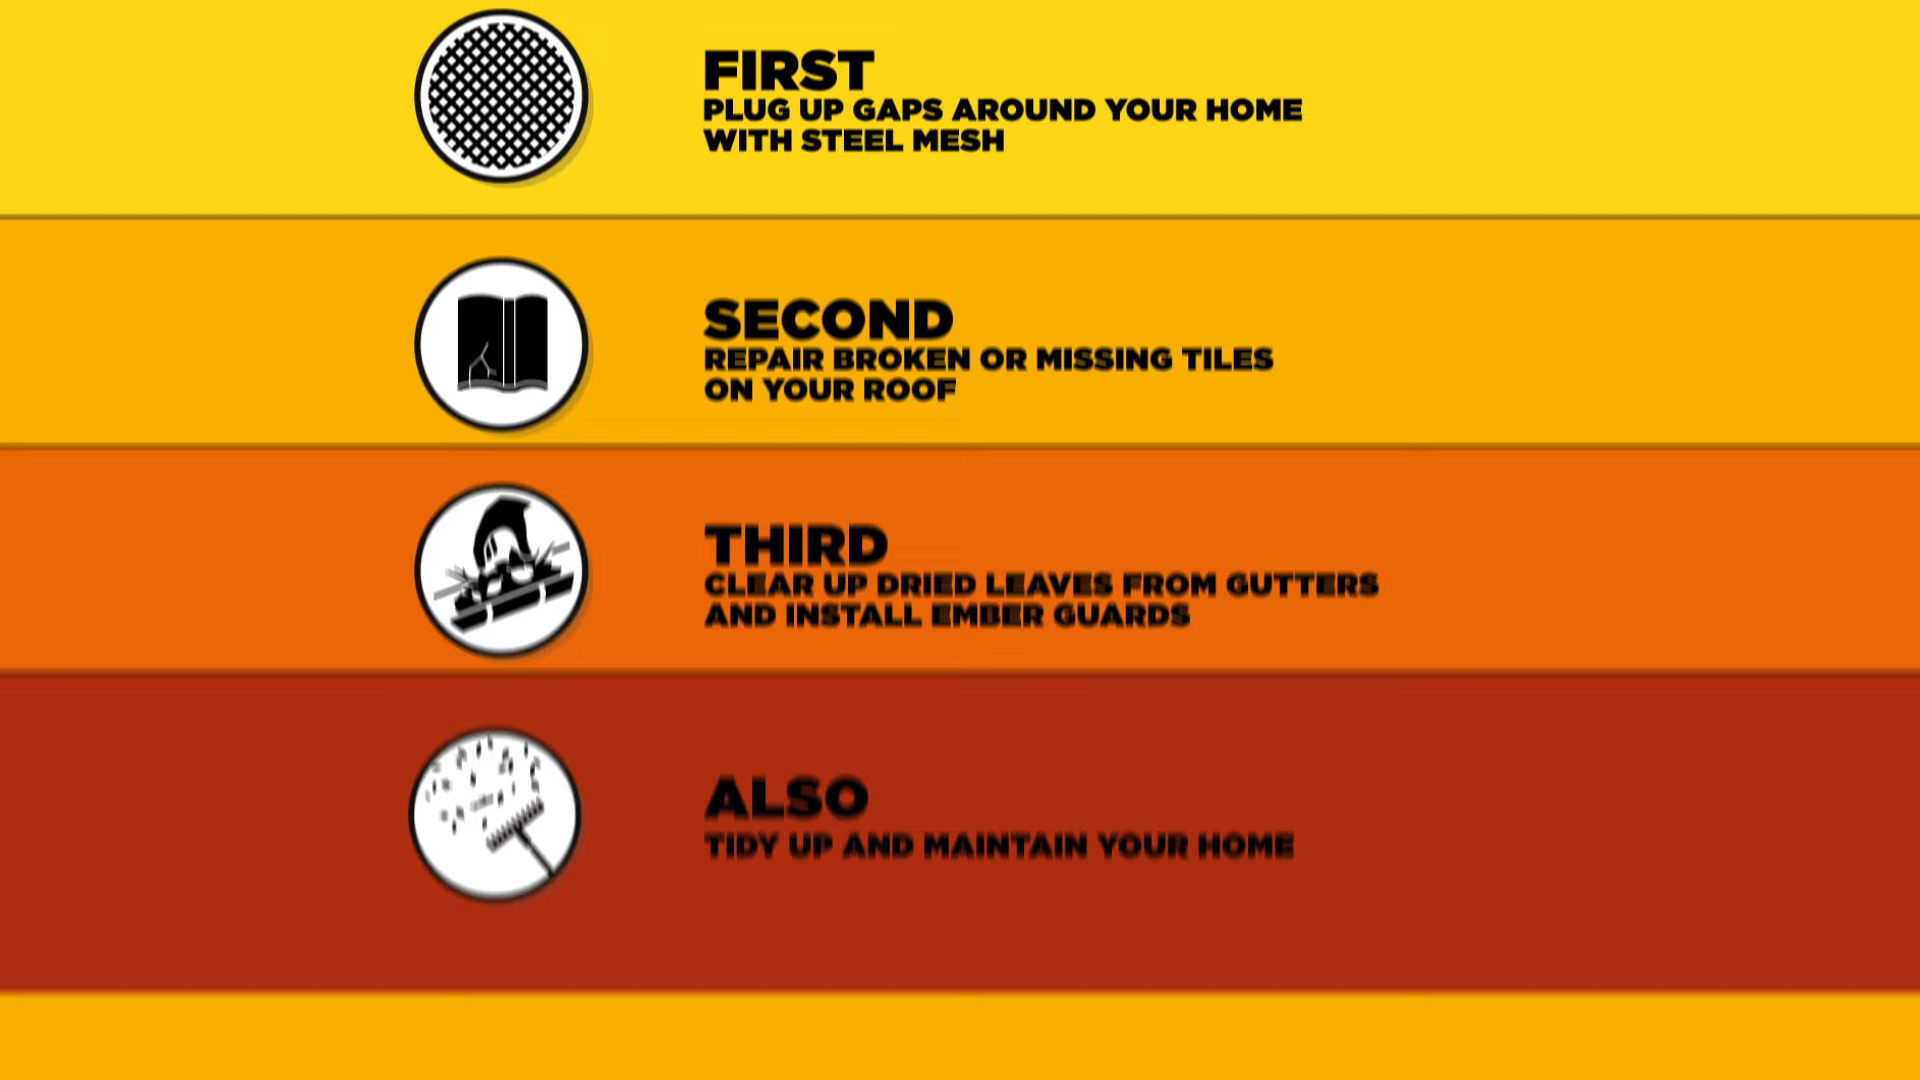 FIRST
PLUG UP GAPS AROUND YOUR HOME
WITH STEEL MESH
SECOND
REPAIR BROKEN OR MISSING TILES
ON YOUR ROOF
THIRD
CLEAR UP DRIED LEAVES FROM GUTTERS
AND INSTALL EMBER GUARDS
ALSO
TIDY UP AND MAINTAIN YOUR HOME